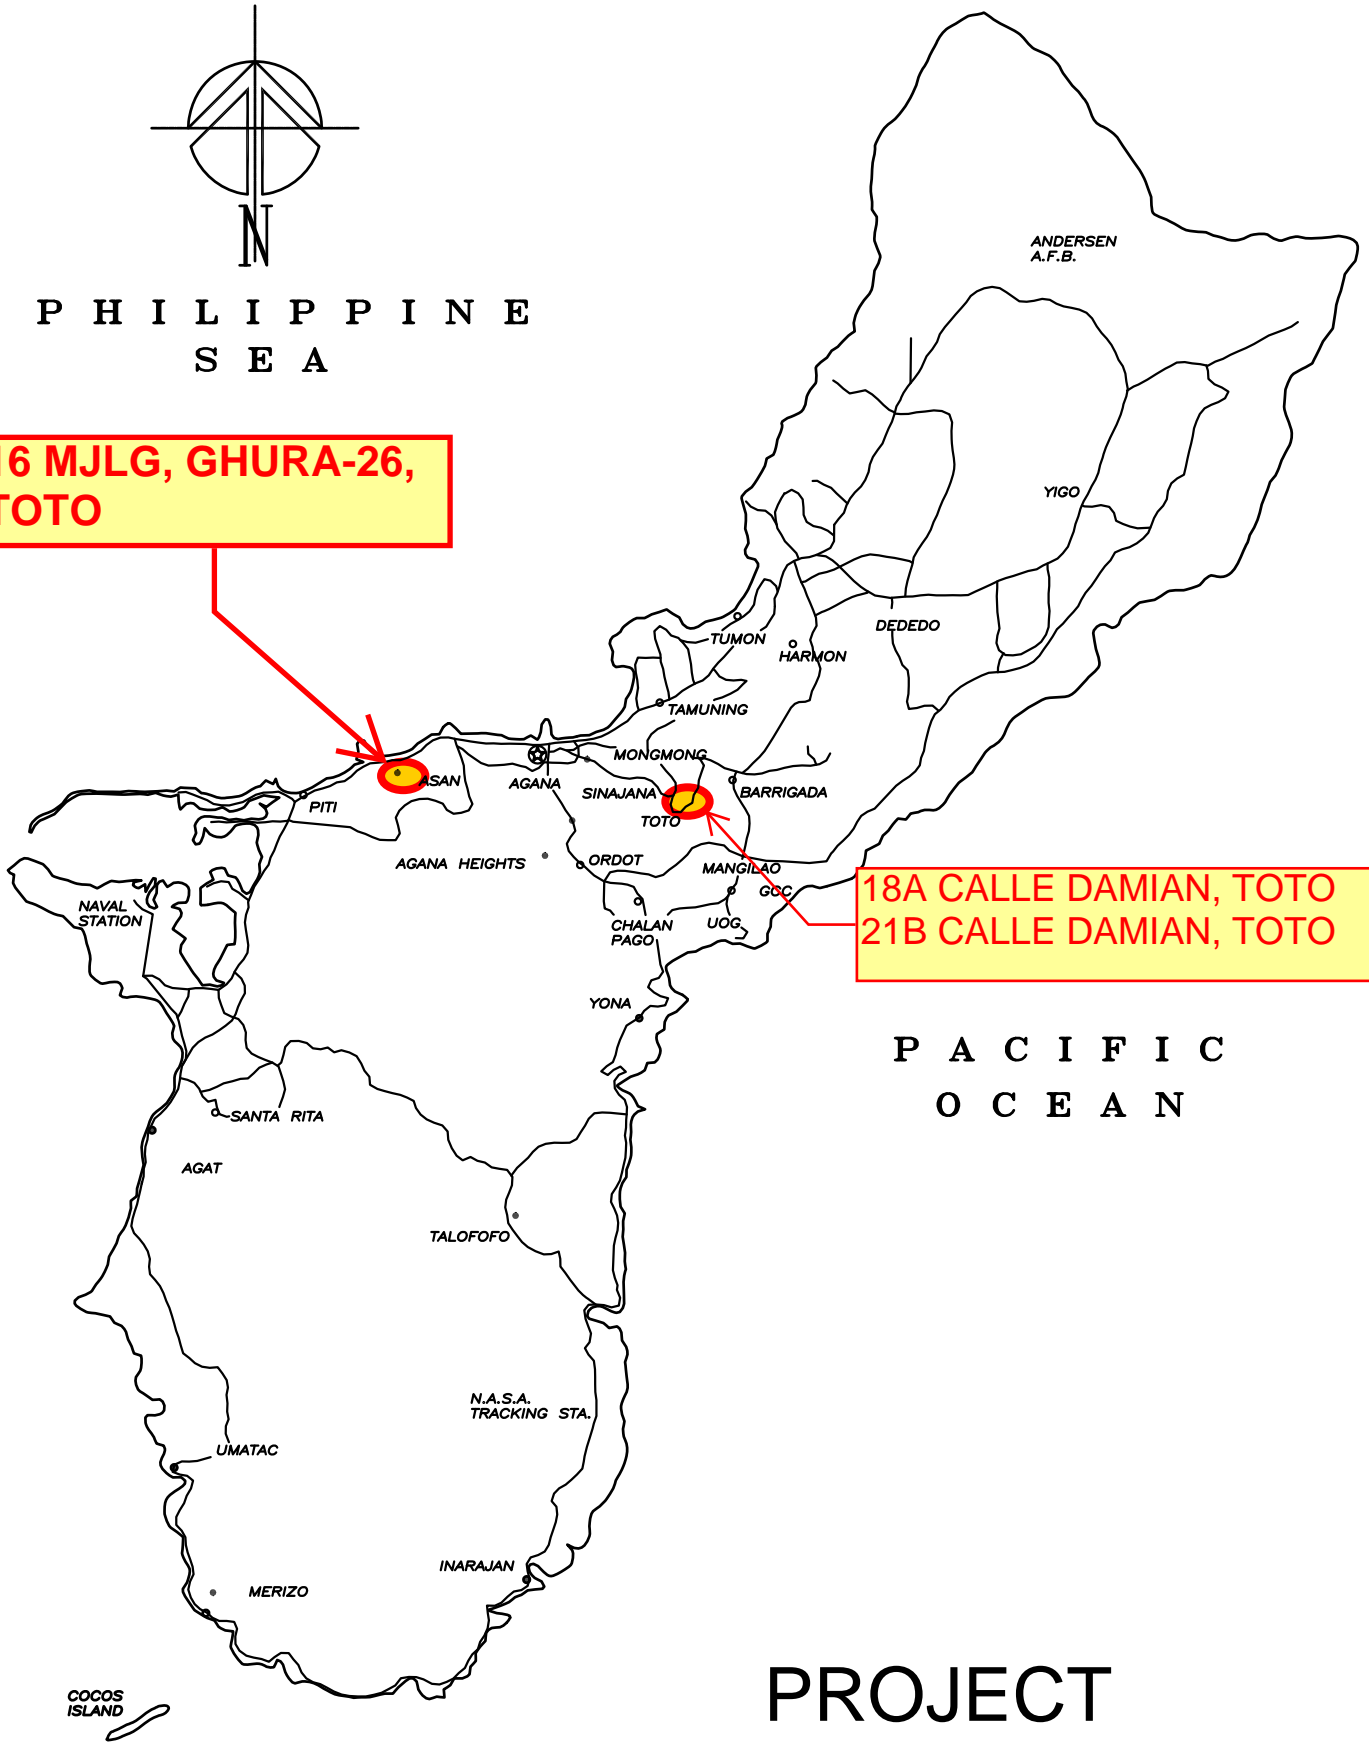 N
PHILIPPINE
SEA
ANDERSEN
A.F.B.
16 MJLG, GHURA-26,
TOTO
YIGO
DEDEDO
TUMON
HARMON
TAMUNING
MONGMONG
ASAN
AGANA
SINAJANA
BARRIGADA
PITI
TOTO
AGANA HEIGHTS
ORDOT
MANGILAO
GCC
18A CALLE DAMIAN, TOTO
21B CALLE DAMIAN, TOTO
NAVAL
STATION
CHALAN
PAGO
UOG
YONA
PACIFIC
OCEAN
SANTA RITA
AGAT
TALOFOFO
N.A.S.A.
TRACKING STA.
UMATAC
INARAJAN
MERIZO
COCOS
ISLAND
PROJECT